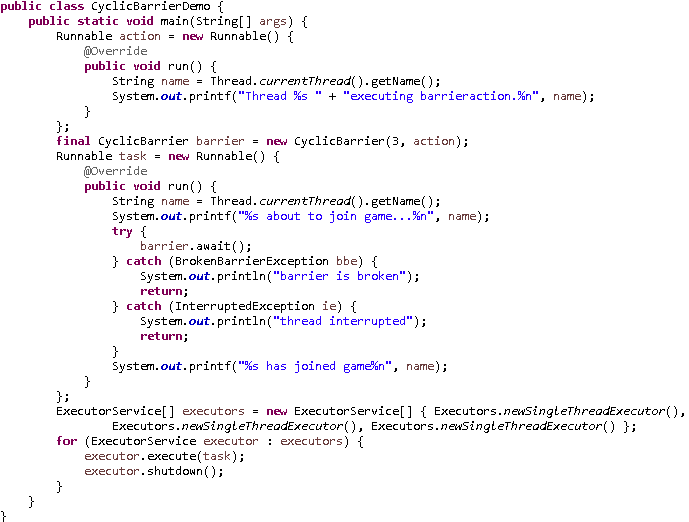 public class CyclicBarrierDemo {
    public static void main(String[] args) {
        Runnable action = new Runnable() {
            @Override
            public void run() {
                String name = Thread.currentThread().getName();
                System.out.printf("Thread %s " + "executing barrieraction.%n", name);
            }
        };
        final CyclicBarrier barrier = new CyclicBarrier(3, action);
        Runnable task = new Runnable() {
            @Override
            public void run() {
                String name = Thread.currentThread().getName();
                System.out.printf("%s about to join game...%n", name);
                try {
                    barrier.await();
                } catch (BrokenBarrierException bbe) {
                    System.out.println("barrier is broken");
                    return;
                } catch (InterruptedException ie) {
                    System.out.println("thread interrupted");
                    return;
                }
                System.out.printf("%s has joined game%n", name);
            }
        };
        ExecutorService[] executors = new ExecutorService[] { Executors.newSingleThreadExecutor(),
                Executors.newSingleThreadExecutor(), Executors.newSingleThreadExecutor() };
        for (ExecutorService executor : executors) {
            executor.execute(task);
            executor.shutdown();
        }
    }
}